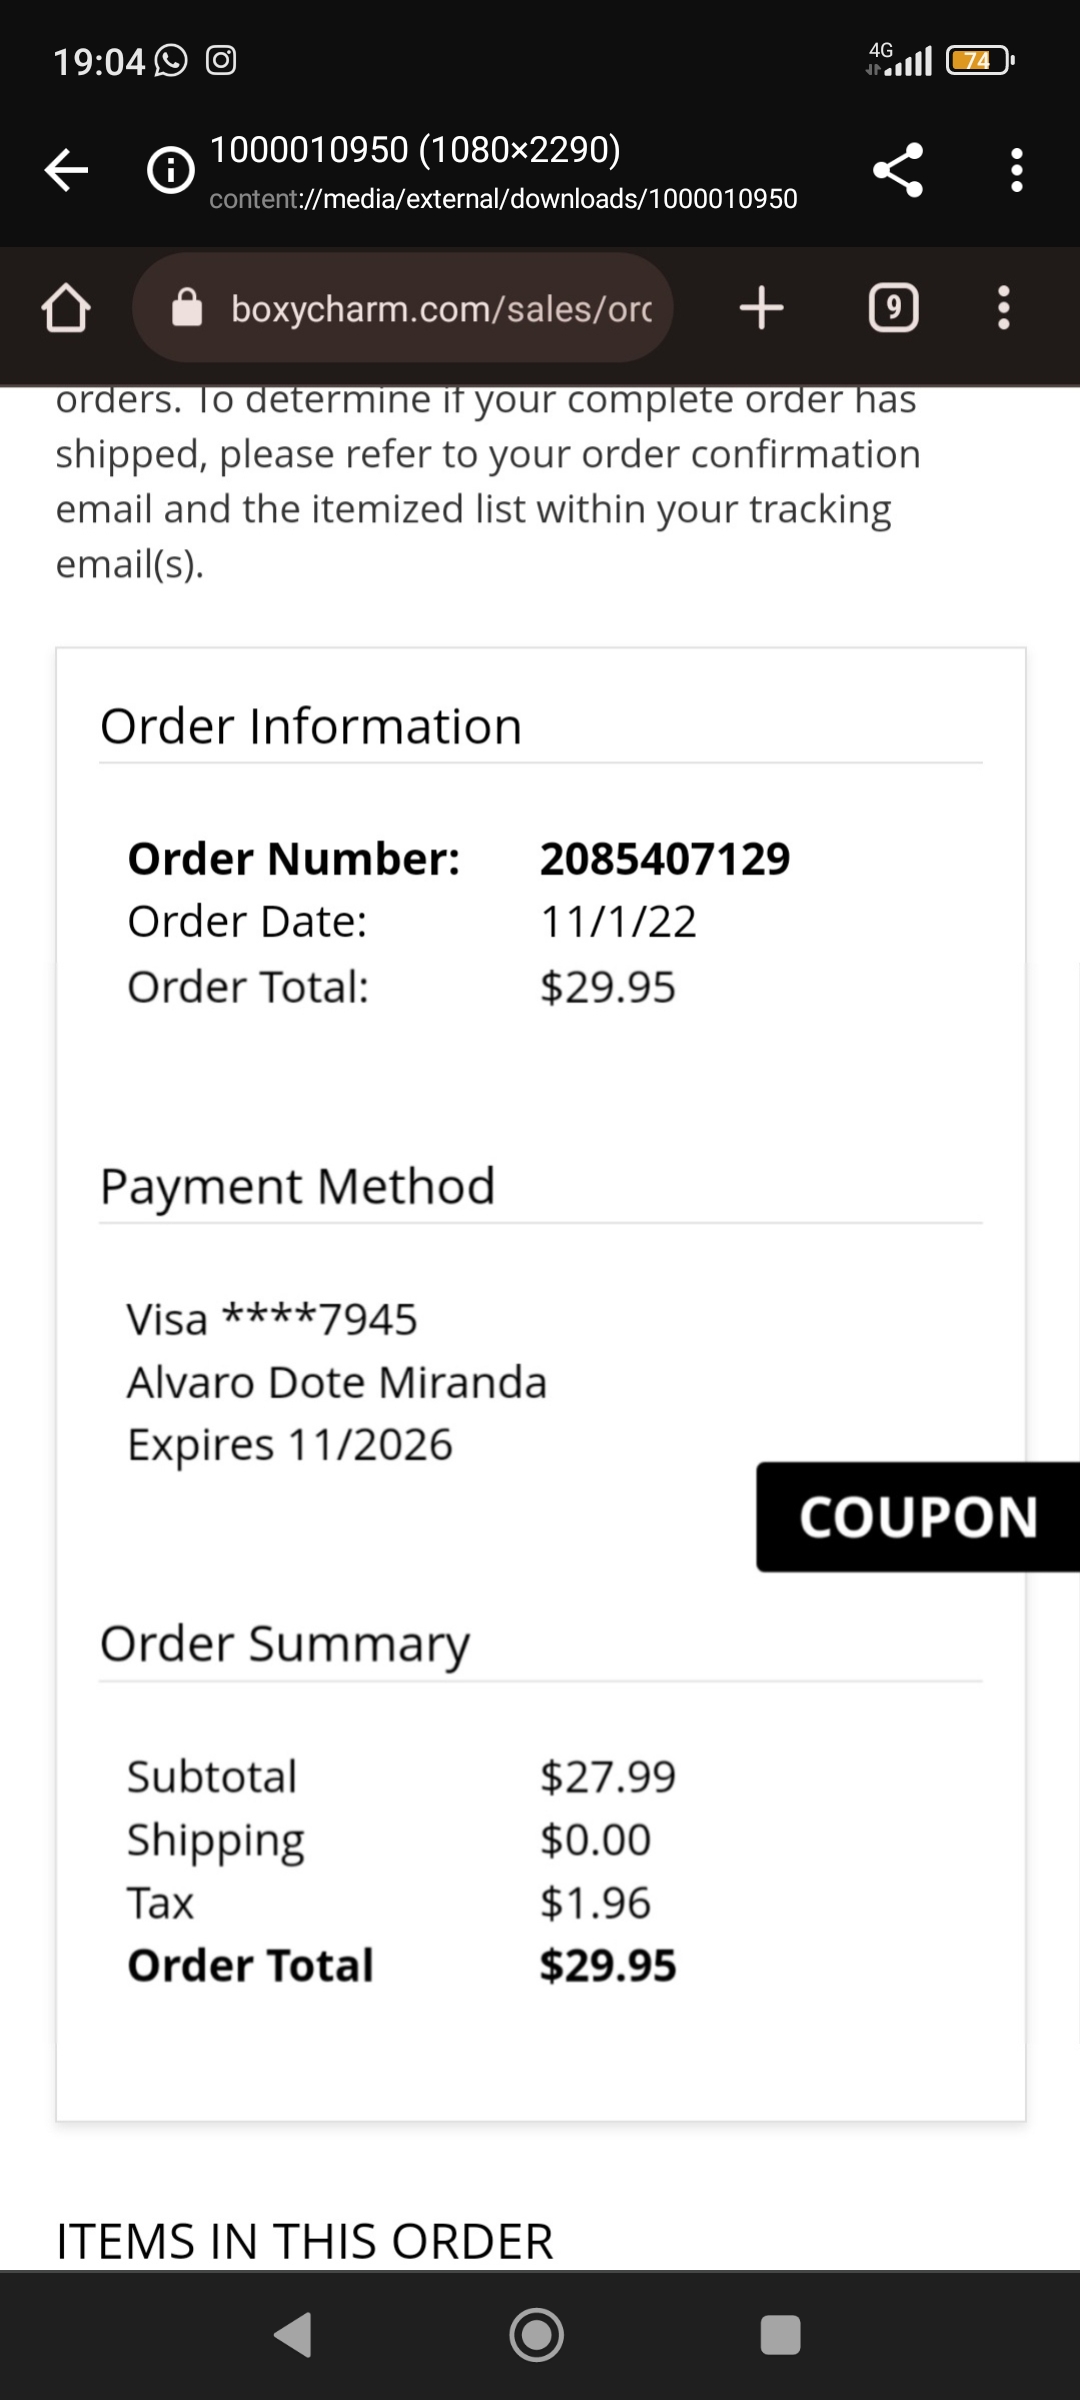 19:04
4G
74
1000010950 (1080×2290)
content://media/external/downloads/1000010950
boxycharm.com/sales/orc
9
orders. To determine if your complete order has
shipped, please refer to your order confirmation
email and the itemized list within your tracking
email(s).
Order Information
Order Number: 2085407129
Order Date: 11/1/22
Order Total: $29.95
Payment Method
Visa ****7945
Alvaro Dote Miranda
Expires 11/2026
COUPON
Order Summary
Subtotal $27.99
Shipping $0.00
Tax $1.96
Order Total $29.95
ITEMS IN THIS ORDER